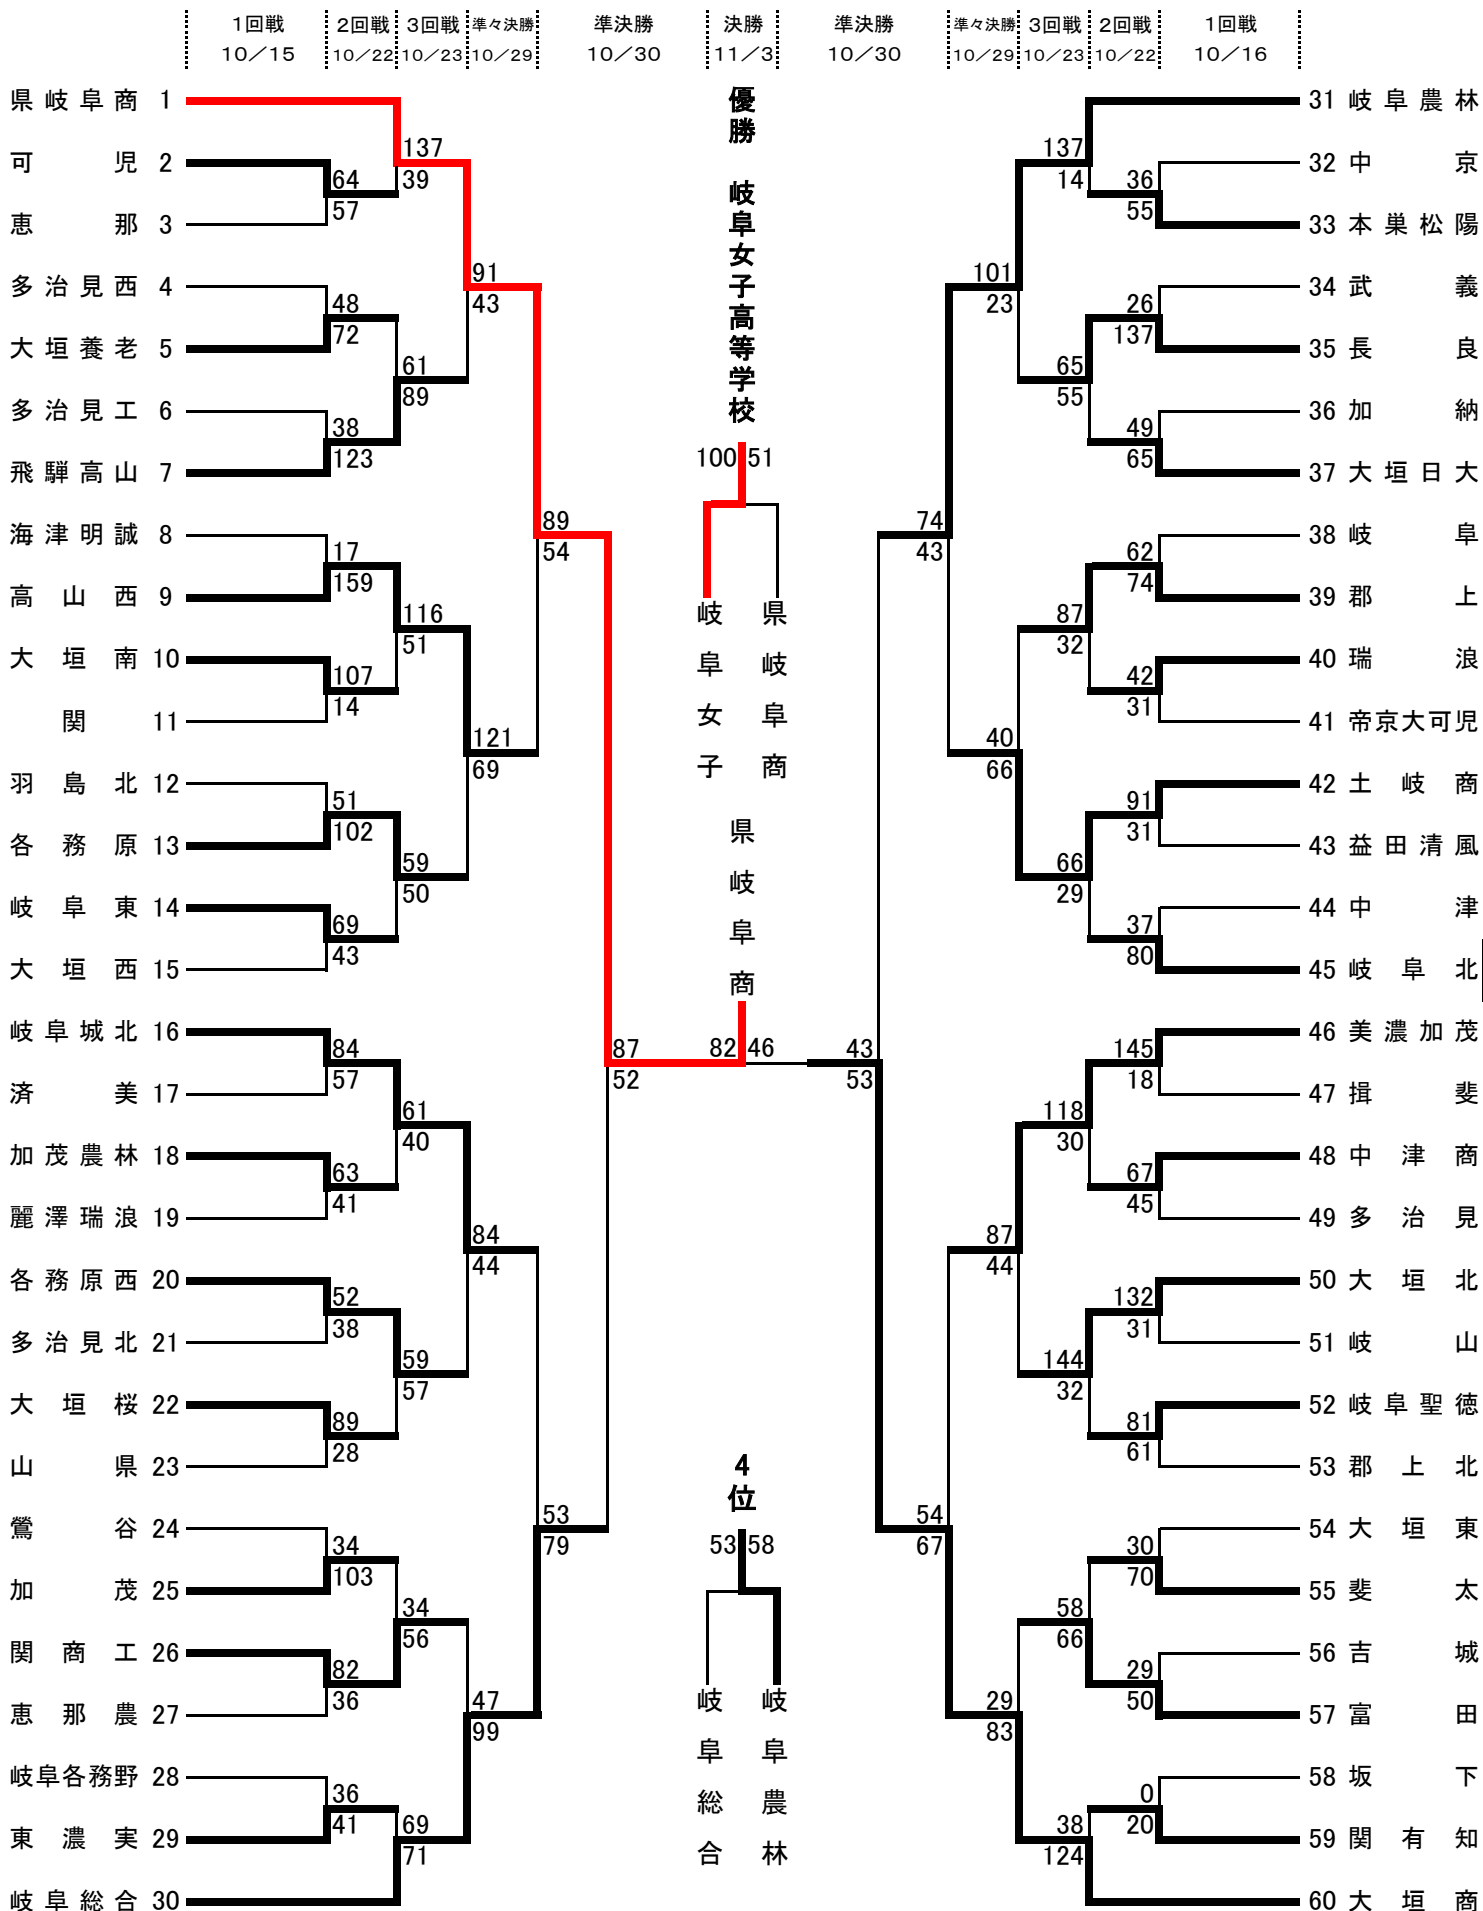 1回戦 2回戦 3回戦 準々決勝 準決勝 決勝 準決勝 準々決勝 3回戦 2回戦 1回戦
10／15 10／22 10／23 10／29 10／30 11／3 10／30 10／29 10／23 10／22 10／16
優勝 岐阜女子高等学校
100 51
岐阜女子
県岐阜商
県岐阜商
82 46
4位
53 58
岐阜総合
岐阜農林
県岐阜商 1
可児 2
恵那 3
多治見西 4
大垣養老 5
多治見工 6
飛騨高山 7
海津明誠 8
高山西 9
大垣南 10
関 11
羽島北 12
各務原 13
岐阜東 14
大垣西 15
岐阜城北 16
済美 17
加茂農林 18
麗澤瑞浪 19
各務原西 20
多治見北 21
大垣桜 22
山県 23
鶯谷 24
加茂 25
関商工 26
恵那農 27
岐阜各務野 28
東濃実 29
岐阜総合 30
64
57
48
72
38
123
17
159
107
14
51
102
69
43
84
57
63
41
52
38
89
28
34
103
82
36
36
41
137
39
61
89
116
51
59
50
61
40
59
57
34
56
69
71
91
43
121
69
84
44
47
99
89
54
53
79
87
52
43
53
74
43
54
67
101
23
40
66
87
44
29
83
137
14
65
55
87
32
66
29
118
30
144
32
58
66
38
124
36
55
26
137
49
65
62
74
42
31
91
31
37
80
145
18
67
45
132
31
81
61
30
70
29
50
0
20
31 岐阜農林
32 中京
33 本巣松陽
34 武義
35 長良
36 加納
37 大垣日大
38 岐阜
39 郡上
40 瑞浪
41 帝京大可児
42 土岐商
43 益田清風
44 中津
45 岐阜北
46 美濃加茂
47 揖斐
48 中津商
49 多治見
50 大垣北
51 岐山
52 岐阜聖徳
53 郡上北
54 大垣東
55 斐太
56 吉城
57 富田
58 坂下
59 関有知
60 大垣商